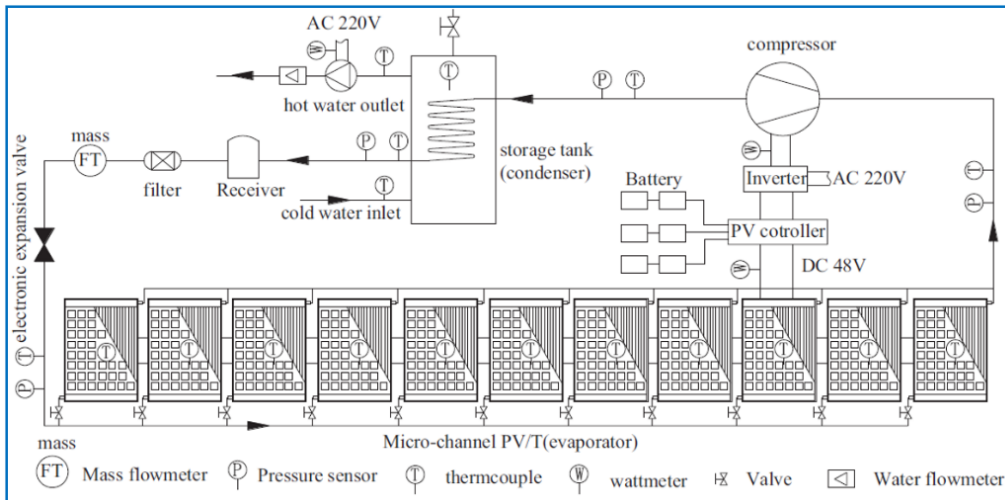 AC 220V
W
T
T
hot water outlet
compressor
P
T
mass
FT
filter
Receiver
P
T
T
cold water inlet
storage tank
(condenser)
W
Inverter
AC 220V
Battery
PV cotroller
W
DC 48V
T
P
electronic expansion valve
T
P
T
T
T
T
T
T
T
T
T
T
Micro-channel PV/T(evaporator)
mass
FT Mass flowmeter P Pressure sensor T thermcouple W wattmeter Valve Water flowmeter